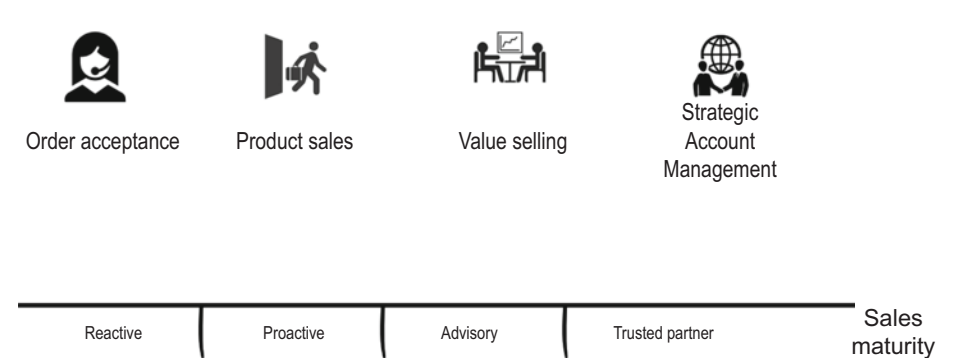 Order acceptance
Product sales
Value selling
Strategic
Account
Management
Reactive
Proactive
Advisory
Trusted partner
Sales
maturity